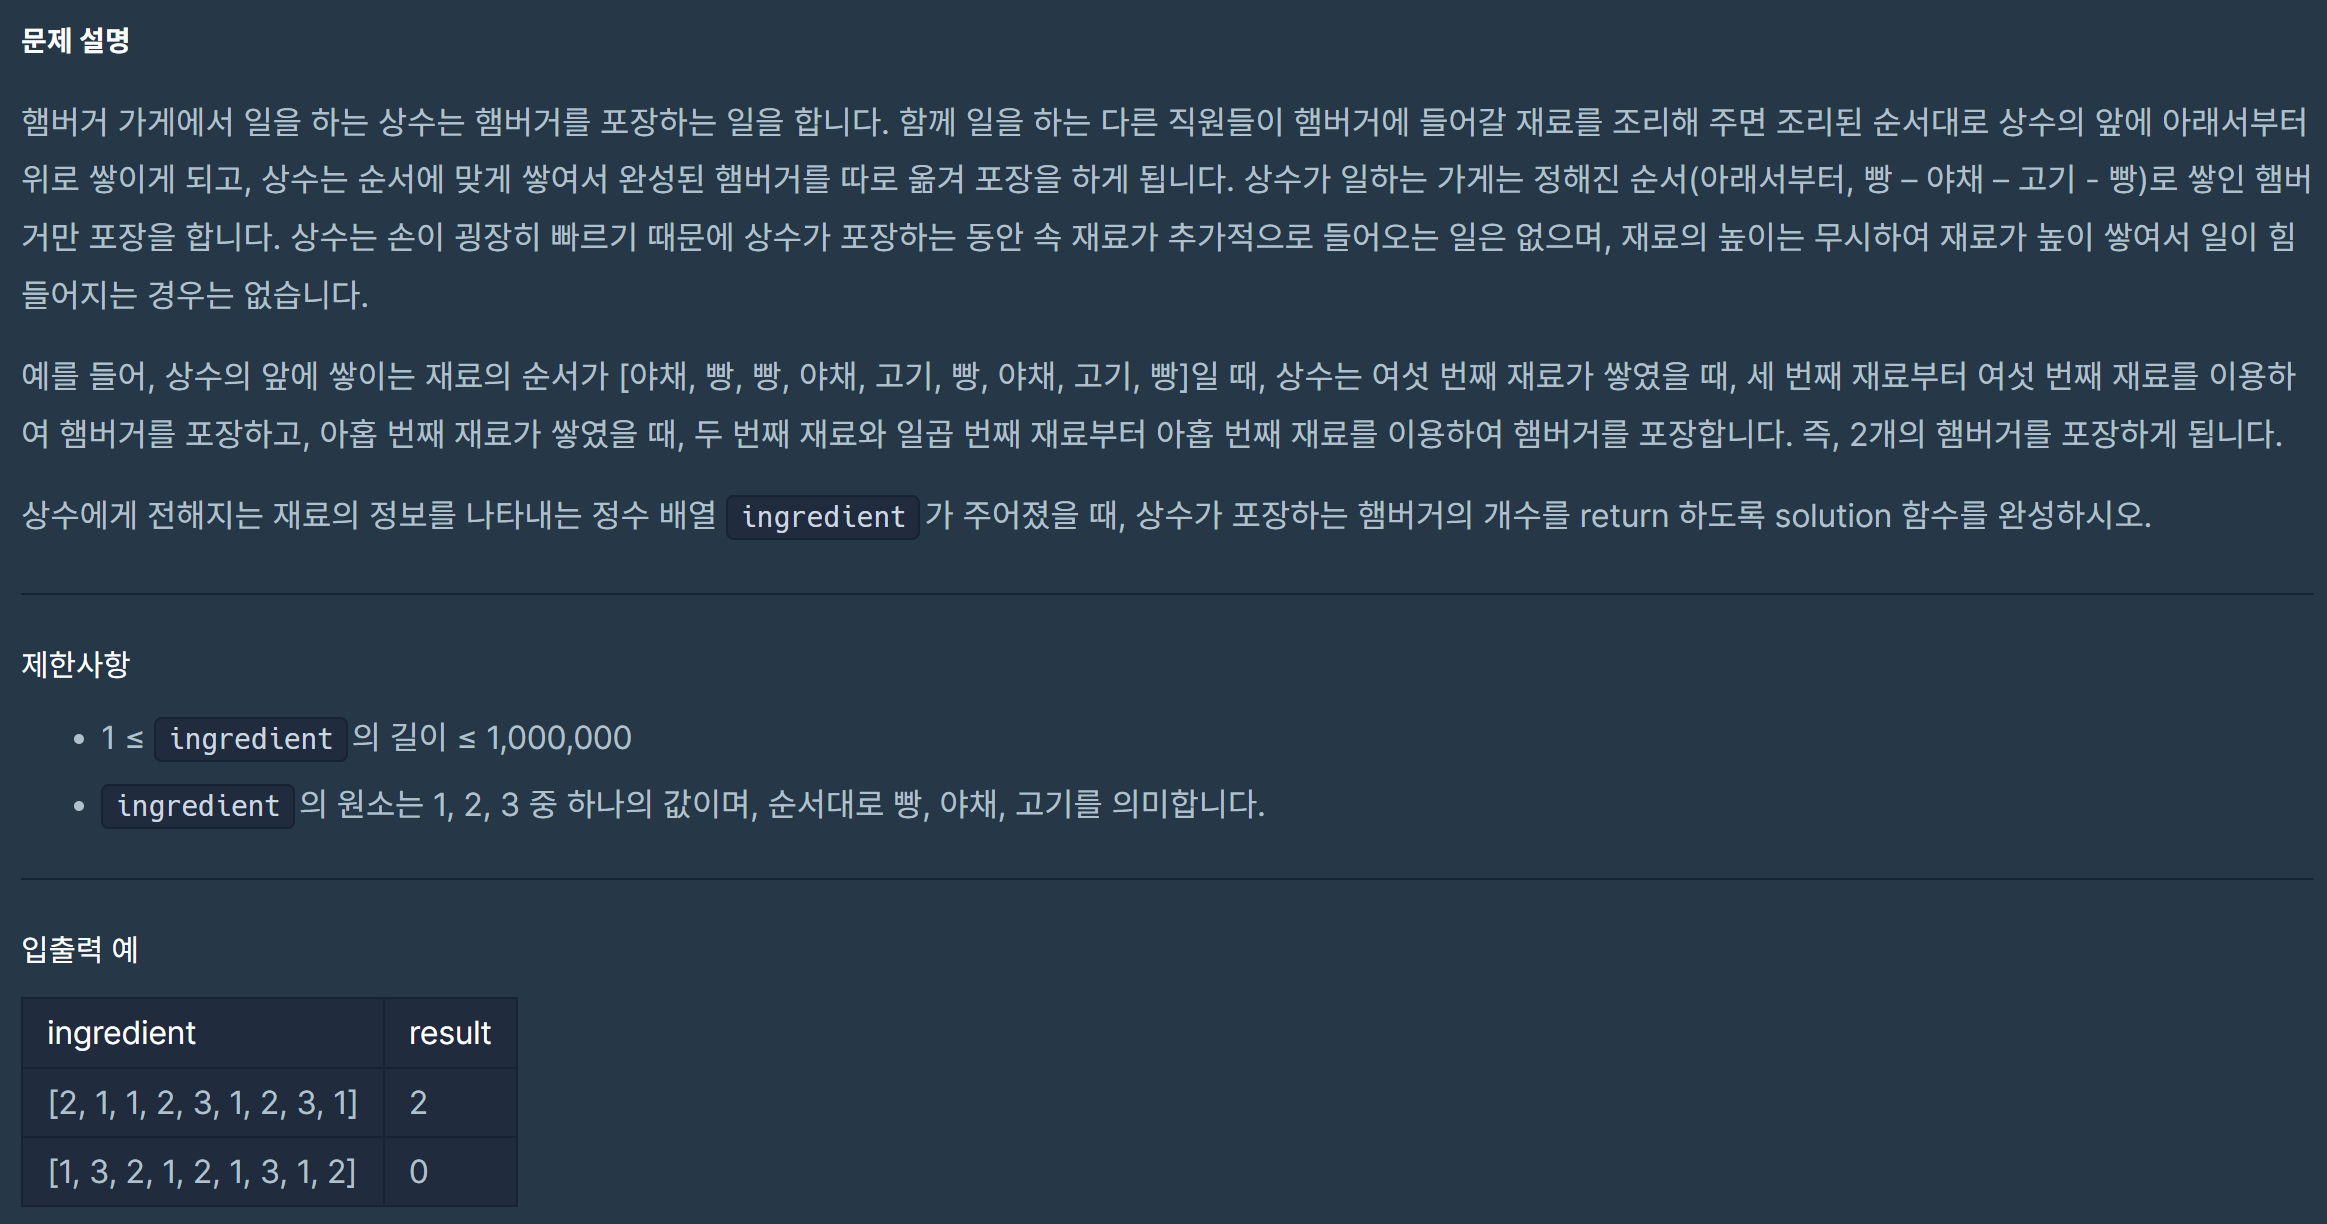 문제 설명
햄버거 가게에서 일을 하는 상수는 햄버거를 포장하는 일을 합니다. 함께 일을 하는 다른 직원들이 햄버거에 들어갈 재료를 조리해 주면 조리된 순서대로 상수의 앞에 아래서부터
위로 쌓이게 되고, 상수는 순서에 맞게 쌓여서 완성된 햄버거를 따로 옮겨 포장을 하게 됩니다. 상수가 일하는 가게는 정해진 순서(아래서부터, 빵 – 야채 – 고기 - 빵)로 쌓인 햄버
거만 포장을 합니다. 상수는 손이 굉장히 빠르기 때문에 상수가 포장하는 동안 속 재료가 추가적으로 들어오는 일은 없으며, 재료의 높이는 무시하여 재료가 높이 쌓여서 일이 힘
들어지는 경우는 없습니다.
예를 들어, 상수의 앞에 쌓이는 재료의 순서가 [야채, 빵, 빵, 야채, 고기, 빵, 야채, 고기, 빵]일 때, 상수는 여섯 번째 재료가 쌓였을 때, 세 번째 재료부터 여섯 번째 재료를 이용하
여 햄버거를 포장하고, 아홉 번째 재료가 쌓였을 때, 두 번째 재료와 일곱 번째 재료부터 아홉 번째 재료를 이용하여 햄버거를 포장합니다. 즉, 2개의 햄버거를 포장하게 됩니다.
상수에게 전해지는 재료의 정보를 나타내는 정수 배열 ingredient 가 주어졌을 때, 상수가 포장하는 햄버거의 개수를 return 하도록 solution 함수를 완성하시오.
제한사항
• 1 ≤ ingredient 의 길이 ≤ 1,000,000
• ingredient 의 원소는 1, 2, 3 중 하나의 값이며, 순서대로 빵, 야채, 고기를 의미합니다.
입출력 예
ingredient result
[2, 1, 1, 2, 3, 1, 2, 3, 1] 2
[1, 3, 2, 1, 2, 1, 3, 1, 2] 0